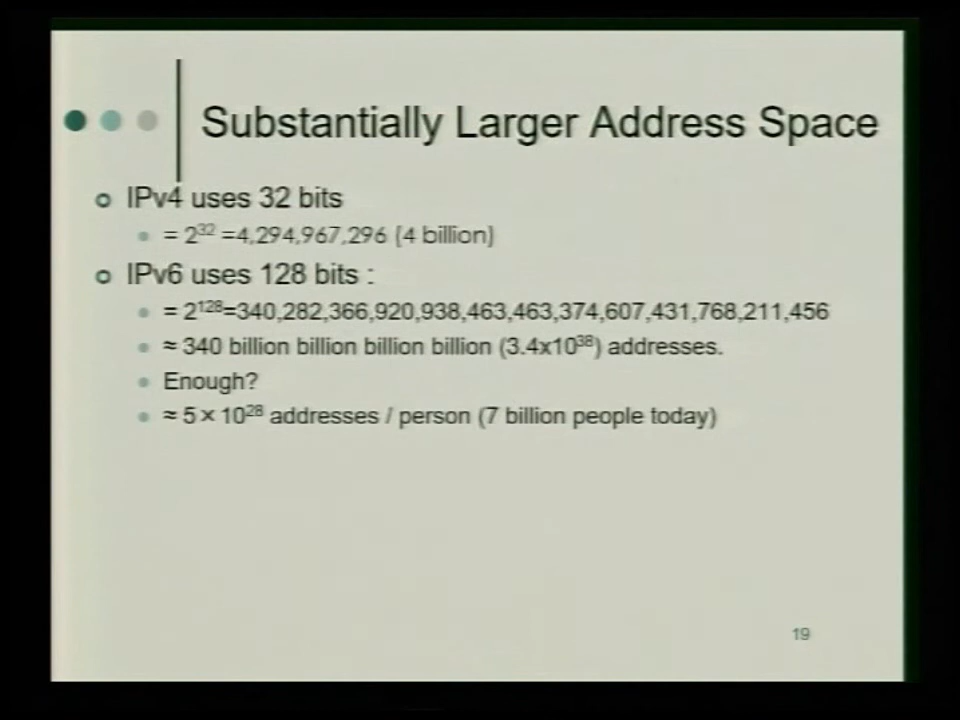 Substantially Larger Address Space
IPv4 uses 32 bits
= 2³² =4,294,967,296 (4 billion)
IPv6 uses 128 bits :
= 2¹²⁸=340,282,366,920,938,463,463,374,607,431,768,211,456
≈ 340 billion billion billion billion (3.4x10³⁸) addresses.
Enough?
≈ 5 × 10²⁸ addresses / person (7 billion people today)
19